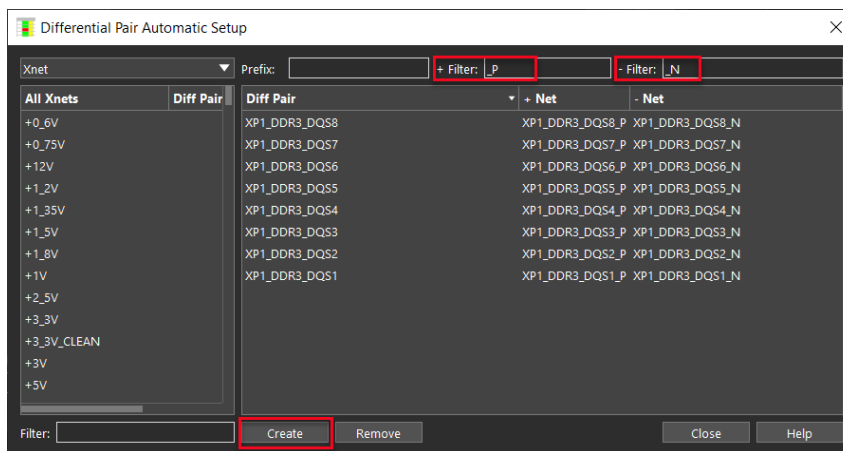 Differential Pair Automatic Setup
Xnet Prefix: + Filter: _P - Filter: _N
All Xnets Diff Pair Diff Pair + Net - Net
+0_6V XP1_DDR3_DQS8 XP1_DDR3_DQS8_P XP1_DDR3_DQS8_N
+0_75V XP1_DDR3_DQS7 XP1_DDR3_DQS7_P XP1_DDR3_DQS7_N
+12V XP1_DDR3_DQS6 XP1_DDR3_DQS6_P XP1_DDR3_DQS6_N
+1_2V XP1_DDR3_DQS5 XP1_DDR3_DQS5_P XP1_DDR3_DQS5_N
+1_35V XP1_DDR3_DQS4 XP1_DDR3_DQS4_P XP1_DDR3_DQS4_N
+1_5V XP1_DDR3_DQS3 XP1_DDR3_DQS3_P XP1_DDR3_DQS3_N
+1_8V XP1_DDR3_DQS2 XP1_DDR3_DQS2_P XP1_DDR3_DQS2_N
+1V XP1_DDR3_DQS1 XP1_DDR3_DQS1_P XP1_DDR3_DQS1_N
+2_5V
+3_3V
+3_3V_CLEAN
+3V
+5V
Filter: Create Remove Close Help